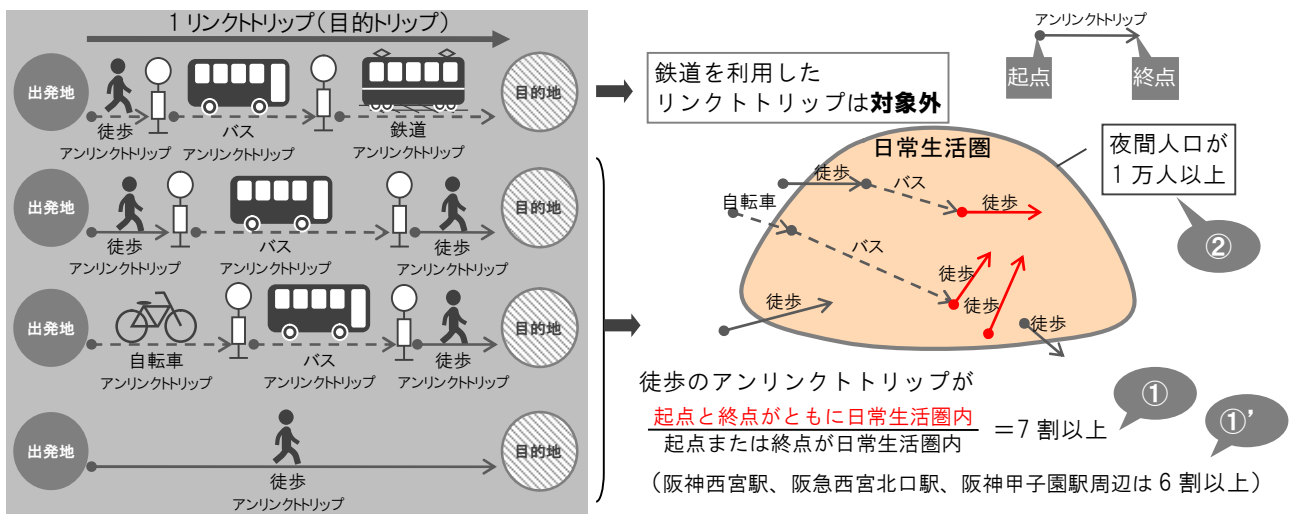 1リンクトトリップ(目的トリップ)
出発地
徒歩
アンリンクトトリップ
バス
アンリンクトトリップ
鉄道
アンリンクトトリップ
目的地
出発地
徒歩
アンリンクトトリップ
バス
アンリンクトトリップ
徒歩
アンリンクトトリップ
目的地
出発地
自転車
アンリンクトトリップ
バス
アンリンクトトリップ
徒歩
アンリンクトトリップ
目的地
出発地
徒歩
アンリンクトトリップ
目的地
鉄道を利用した
リンクトトリップは対象外
アンリンクトトリップ
起点
終点
日常生活圏
夜間人口が
1万人以上
②
徒歩
バス
徒歩
自転車
バス
徒歩
徒歩
徒歩
徒歩
徒歩のアンリンクトトリップが
起点と終点がともに日常生活圏内
起点または終点が日常生活圏内
＝7割以上
①
①’
（阪神西宮駅、阪急西宮北口駅、阪神甲子園駅周辺は6割以上）